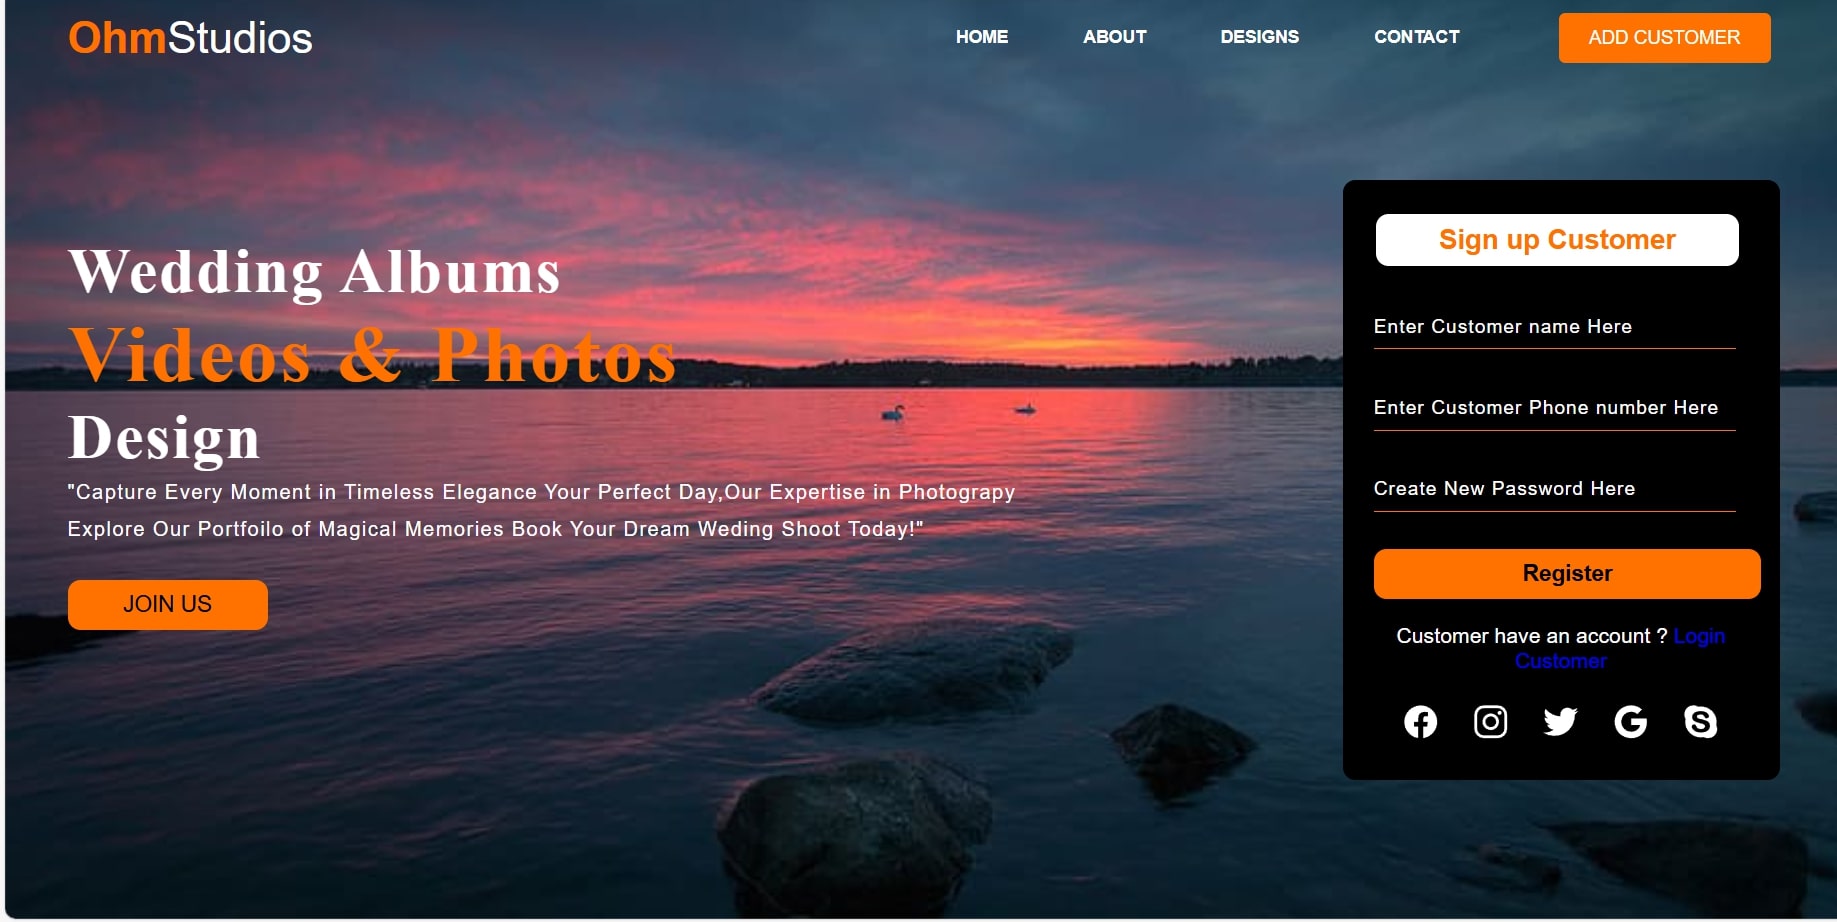 OhmStudios
HOME
ABOUT
DESIGNS
CONTACT
ADD CUSTOMER
Wedding Albums
Videos & Photos
Design
"Capture Every Moment in Timeless Elegance Your Perfect Day,Our Expertise in Photograpy
Explore Our Portfoilo of Magical Memories Book Your Dream Weding Shoot Today!"
JOIN US
Sign up Customer
Enter Customer name Here
Enter Customer Phone number Here
Create New Password Here
Register
Customer have an account ? Login
Customer